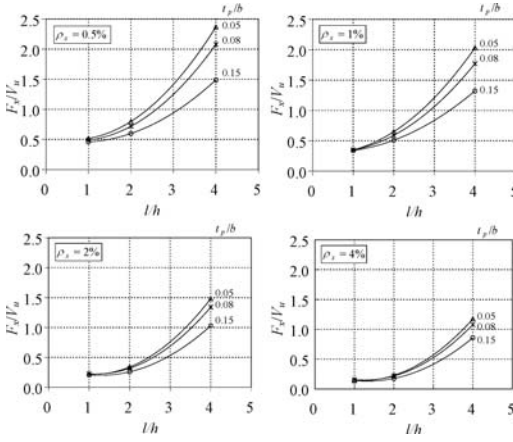 t_p/b
2.5
2.0
1.5
1.0
0.5
0.0
F_x/V_u
ρ_s = 0.5%
0.05
0.08
0.15
0 1 2 3 4 5
l/h
t_p/b
2.5
2.0
1.5
1.0
0.5
0.0
F_x/V_u
ρ_s = 1%
0.05
0.08
0.15
0 1 2 3 4 5
l/h
t_p/b
2.5
2.0
1.5
1.0
0.5
0.0
F_x/V_u
ρ_s = 2%
0.05
0.08
0.15
0 1 2 3 4 5
l/h
t_p/b
2.5
2.0
1.5
1.0
0.5
0.0
F_x/V_u
ρ_s = 4%
0.05
0.08
0.15
0 1 2 3 4 5
l/h